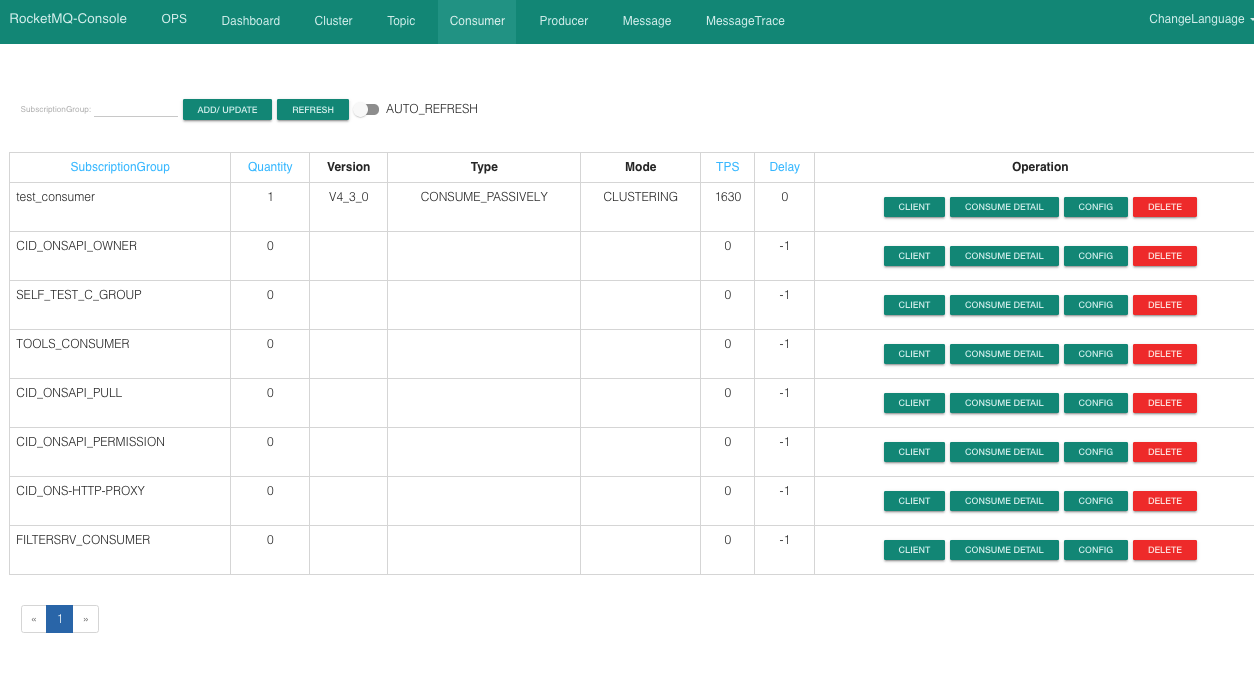 RocketMQ-Console OPS Dashboard Cluster Topic Consumer Producer Message MessageTrace ChangeLanguage
SubscriptionGroup: ADD/ UPDATE REFRESH AUTO_REFRESH
SubscriptionGroup Quantity Version Type Mode TPS Delay Operation
test_consumer 1 V4_3_0 CONSUME_PASSIVELY CLUSTERING 1630 0 CLIENT CONSUME DETAIL CONFIG DELETE
CID_ONSAPI_OWNER 0 0 -1 CLIENT CONSUME DETAIL CONFIG DELETE
SELF_TEST_C_GROUP 0 0 -1 CLIENT CONSUME DETAIL CONFIG DELETE
TOOLS_CONSUMER 0 0 -1 CLIENT CONSUME DETAIL CONFIG DELETE
CID_ONSAPI_PULL 0 0 -1 CLIENT CONSUME DETAIL CONFIG DELETE
CID_ONSAPI_PERMISSION 0 0 -1 CLIENT CONSUME DETAIL CONFIG DELETE
CID_ONS-HTTP-PROXY 0 0 -1 CLIENT CONSUME DETAIL CONFIG DELETE
FILTERSRV_CONSUMER 0 0 -1 CLIENT CONSUME DETAIL CONFIG DELETE
« 1 »